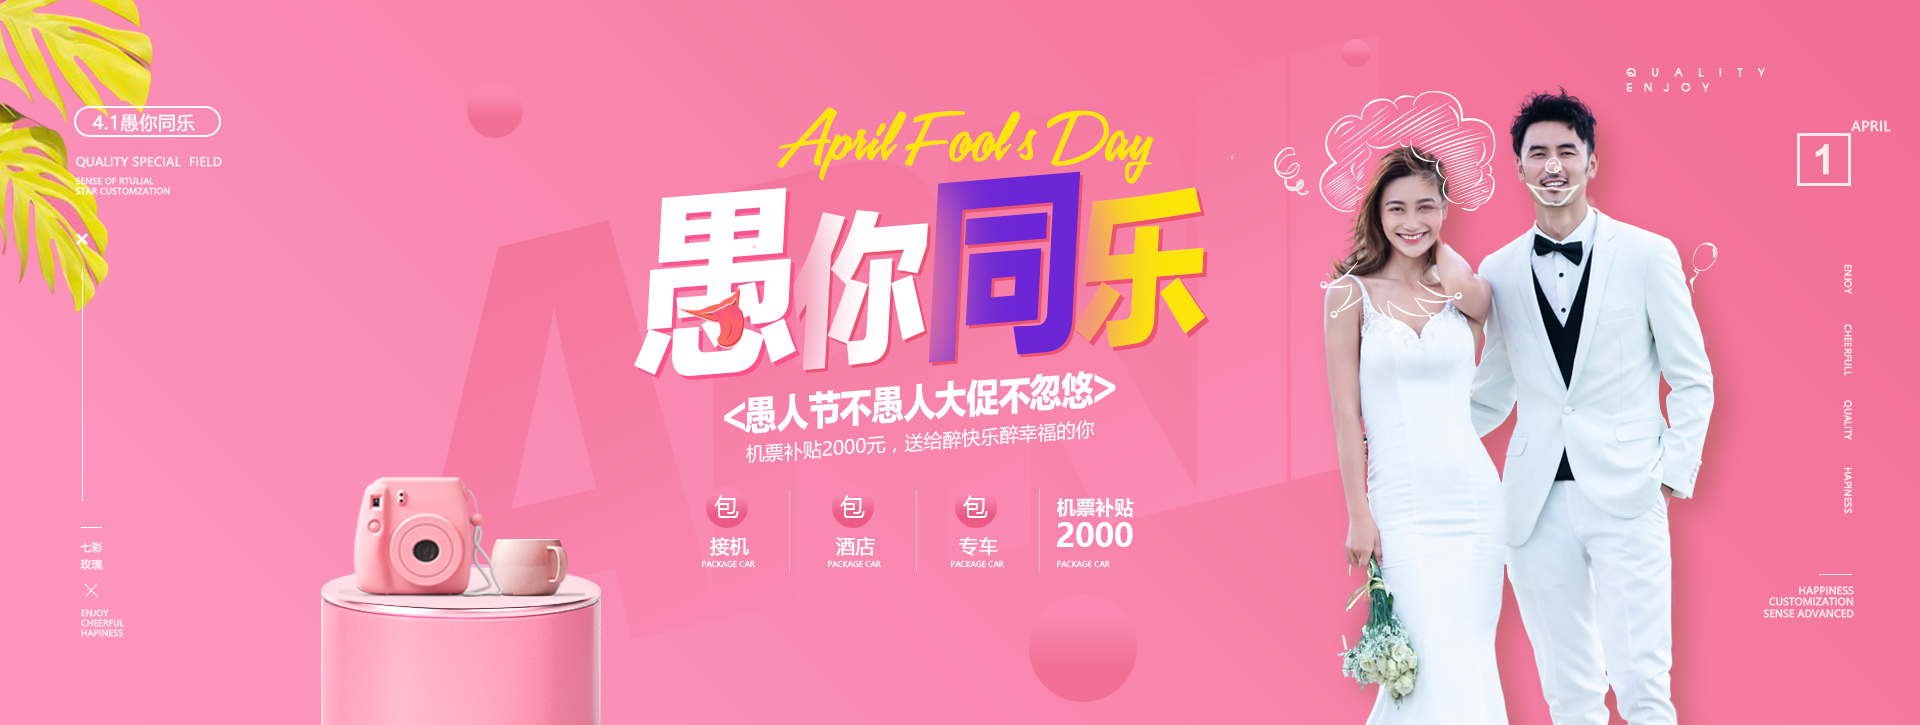 4.1愚你同乐
QUALITY SPECIAL FIELD
SENSE OF RTULIAL
STAR CUSTOMZATION
七彩
玫瑰
ENJOY
CHEERFUL
HAPINESS
April Fool s Day
愚你同乐
<愚人节不愚人大促不忽悠>
机票补贴2000元，送给醉快乐醉幸福的你
包
接机
PACKAGE CAR
包
酒店
PACKAGE CAR
包
专车
PACKAGE CAR
机票补贴
2000
PACKAGE CAR
QUALITY
ENJOY
APRIL
1
ENJOY
CHEERFULL
QUALITY
HAPINESS
HAPPINESS
CUSTOMIZATION
SENSE ADVANCED